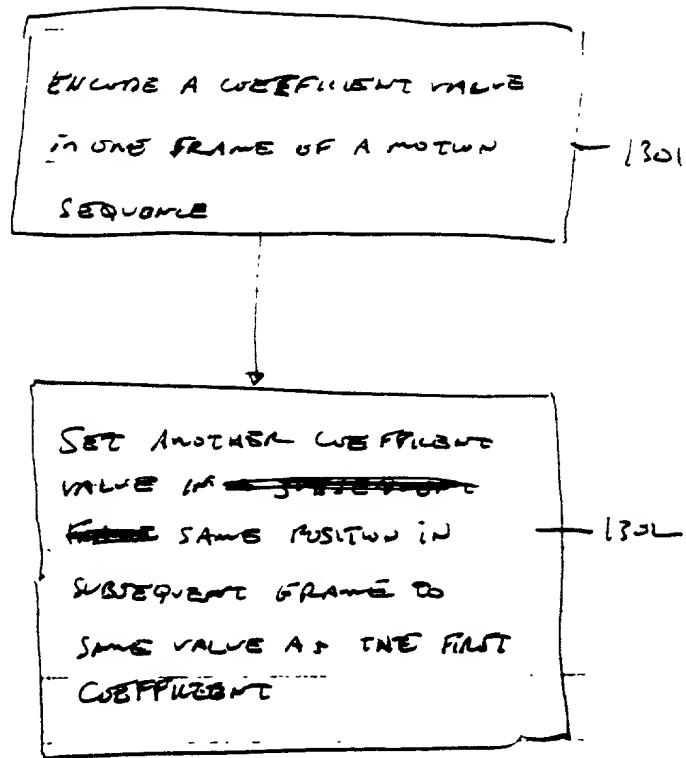 ENCODE A COEFFICIENT VALUE
in ONE FRAME OF A MOTION
SEQUENCE
1301
SET ANOTHER COEFFICIENT
VALUE IN
SAME POSITION IN
SUBSEQUENT FRAME TO
SAME VALUE AS THE FIRST
COEFFICIENT
1302